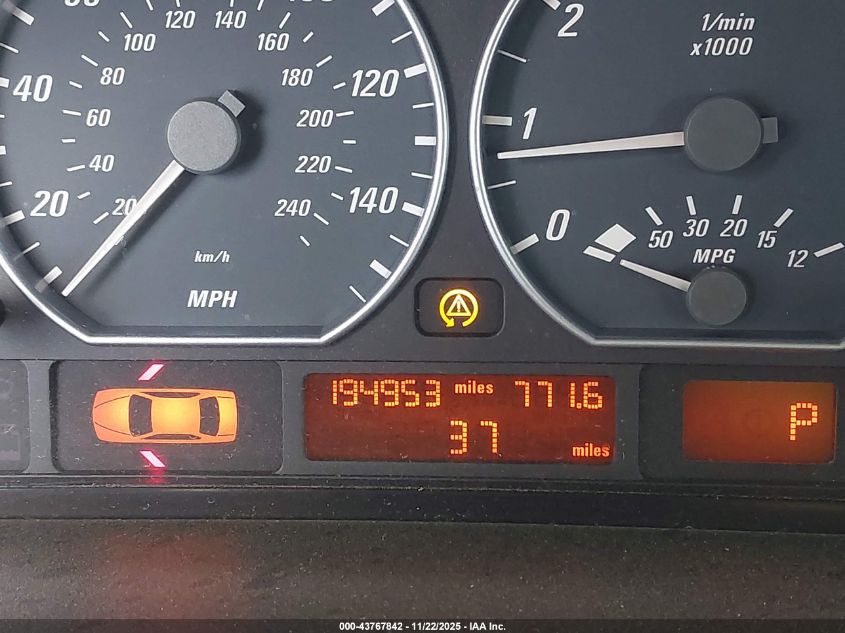 120 140
100 160
80 180
40 120
60 200
40 220
20 20 240 140
km/h
MPH
2
1/min
x1000
1
0
50 30 20 15 12
MPG
194953 miles 771.6
37 miles
P
000-43767842 - 11/22/2025 - IAA Inc.